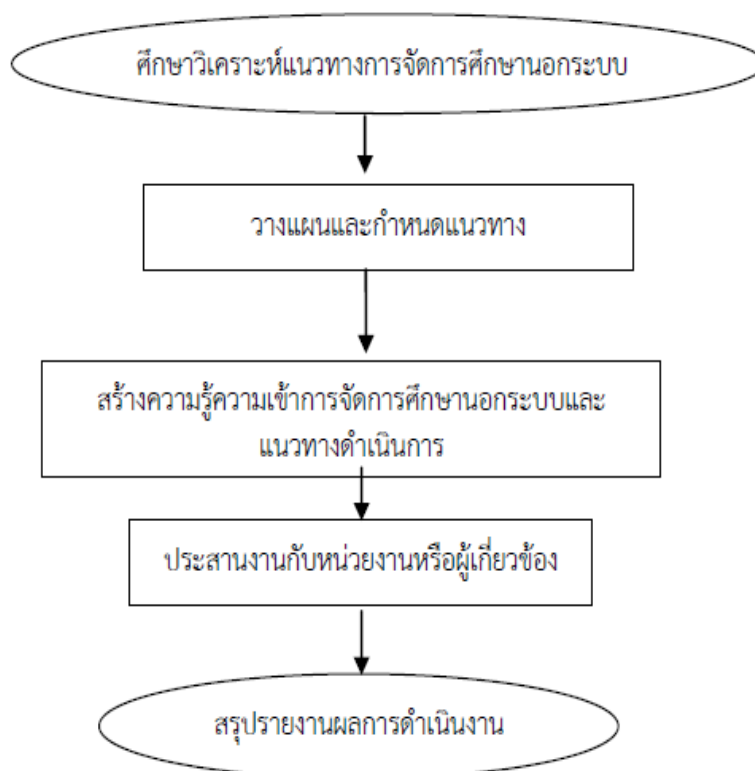 ศึกษาวิเคราะห์แนวทางการจัดการศึกษานอกระบบ
วางแผนและกำหนดแนวทาง
สร้างความรู้ความเข้าการจัดการศึกษานอกระบบและ
แนวทางดำเนินการ
ประสานงานกับหน่วยงานหรือผู้เกี่ยวข้อง
สรุปรายงานผลการดำเนินงาน